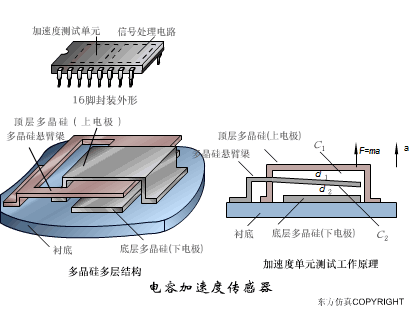 加速度测试单元 信号处理电路
16脚封装外形
顶层多晶硅(上电极)
多晶硅悬臂梁
衬底
底层多晶硅(下电极)
多晶硅多层结构
顶层多晶硅(上电极)
多晶硅悬臂梁
C1
F=ma
a
d 1
d 2
衬底
底层多晶硅(下电极)
C2
加速度单元测试工作原理
电容加速度传感器
东方仿真COPYRIGHT